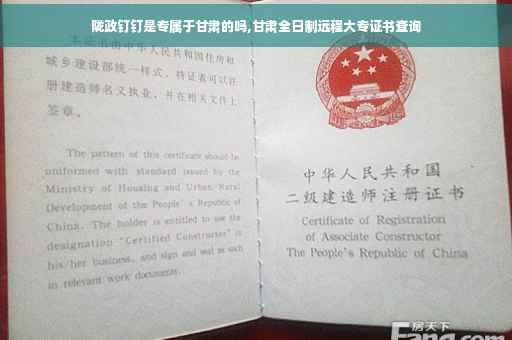 陇政钉钉是专属于甘肃的吗,甘肃全日制远程大专证书查询
本证书由中华人民共和国住房和
城乡建设部统一样式，持证表可以在
册建造师名义执业，并在相关文件上
签章。
The pattern of this certificate should be
uniformed with standard issued by the
Ministry of Housing and Urban Rural
Development of the People's Republic of
China. The holder is entitled to use the
designation "Certified Constructor" in
his/her business, and sign and seal at such
in relevant work documents.
中华人民共和国
二级建造师注册证书
Certificate of Registration
of Associate Constructor
The People's Republic of China
房天下
Fang.com